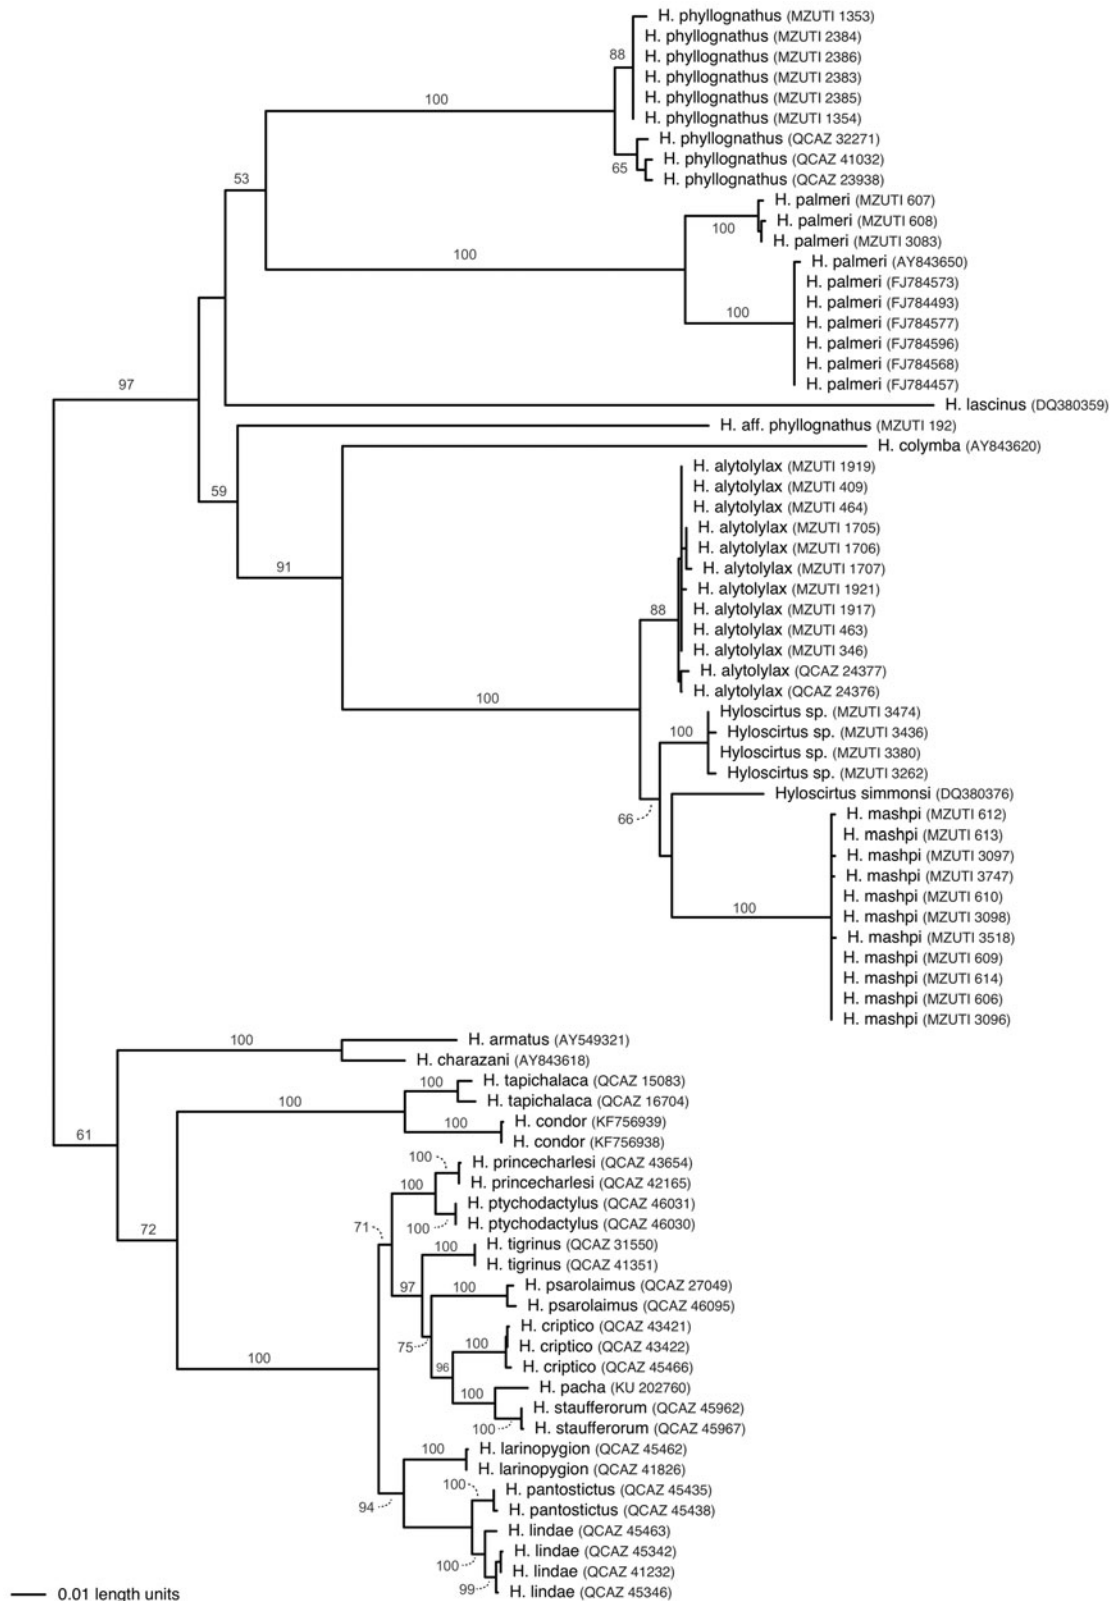 H. phyllognathus (MZUTI 1353)
H. phyllognathus (MZUTI 2384)
88
H. phyllognathus (MZUTI 2386)
H. phyllognathus (MZUTI 2383)
100
H. phyllognathus (MZUTI 2385)
H. phyllognathus (MZUTI 1354)
H. phyllognathus (QCAZ 32271)
H. phyllognathus (QCAZ 41032)
65
53
H. phyllognathus (QCAZ 23938)
H. palmeri (MZUTI 607)
100
H. palmeri (MZUTI 608)
H. palmeri (MZUTI 3083)
100
H. palmeri (AY843650)
H. palmeri (FJ784573)
H. palmeri (FJ784493)
100
H. palmeri (FJ784577)
H. palmeri (FJ784596)
H. palmeri (FJ784568)
97
H. palmeri (FJ784457)
H. lascinus (DQ380359)
H. aff. phyllognathus (MZUTI 192)
H. colymba (AY843620)
H. alytolylax (MZUTI 1919)
59
H. alytolylax (MZUTI 409)
H. alytolylax (MZUTI 464)
H. alytolylax (MZUTI 1705)
H. alytolylax (MZUTI 1706)
91
H. alytolylax (MZUTI 1707)
H. alytolylax (MZUTI 1921)
88
H. alytolylax (MZUTI 1917)
H. alytolylax (MZUTI 463)
H. alytolylax (MZUTI 346)
H. alytolylax (QCAZ 24377)
100
H. alytolylax (QCAZ 24376)
Hyloscirtus sp. (MZUTI 3474)
100
Hyloscirtus sp. (MZUTI 3436)
Hyloscirtus sp. (MZUTI 3380)
Hyloscirtus sp. (MZUTI 3262)
Hyloscirtus simmonsi (DQ380376)
66
H. mashpi (MZUTI 612)
H. mashpi (MZUTI 613)
H. mashpi (MZUTI 3097)
H. mashpi (MZUTI 3747)
H. mashpi (MZUTI 610)
100
H. mashpi (MZUTI 3098)
H. mashpi (MZUTI 3518)
H. mashpi (MZUTI 609)
H. mashpi (MZUTI 614)
H. mashpi (MZUTI 606)
H. mashpi (MZUTI 3096)
100
H. armatus (AY549321)
H. charazani (AY843618)
100
H. tapichalaca (QCAZ 15083)
100
H. tapichalaca (QCAZ 16704)
100
H. condor (KF756939)
61
H. condor (KF756938)
100
H. princecharlesi (QCAZ 43654)
100
H. princecharlesi (QCAZ 42165)
H. ptychodactylus (QCAZ 46031)
100
H. ptychodactylus (QCAZ 46030)
72
71
100
H. tigrinus (QCAZ 31550)
H. tigrinus (QCAZ 41351)
97
100
H. psarolaimus (QCAZ 27049)
H. psarolaimus (QCAZ 46095)
H. criptico (QCAZ 43421)
75
100
H. criptico (QCAZ 43422)
100
96
H. criptico (QCAZ 45466)
H. pacha (KU 202760)
100
H. staufferorum (QCAZ 45962)
100
H. staufferorum (QCAZ 45967)
100
H. larinopygion (QCAZ 45462)
H. larinopygion (QCAZ 41826)
100
H. pantostictus (QCAZ 45435)
94
H. pantostictus (QCAZ 45438)
H. lindae (QCAZ 45463)
H. lindae (QCAZ 45342)
100
H. lindae (QCAZ 41232)
99
H. lindae (QCAZ 45346)
0.01 length units